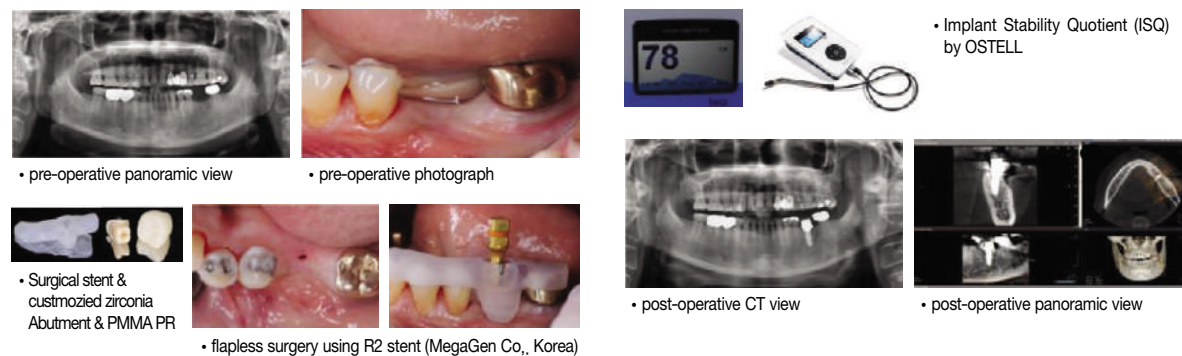 • pre-operative panoramic view
• pre-operative photograph
• Surgical stent &
custmozied zirconia
Abutment & PMMA PR
• flapless surgery using R2 stent (MegaGen Co,. Korea)
78
• Implant Stability Quotient (ISQ)
by OSTELL
• post-operative CT view
• post-operative panoramic view